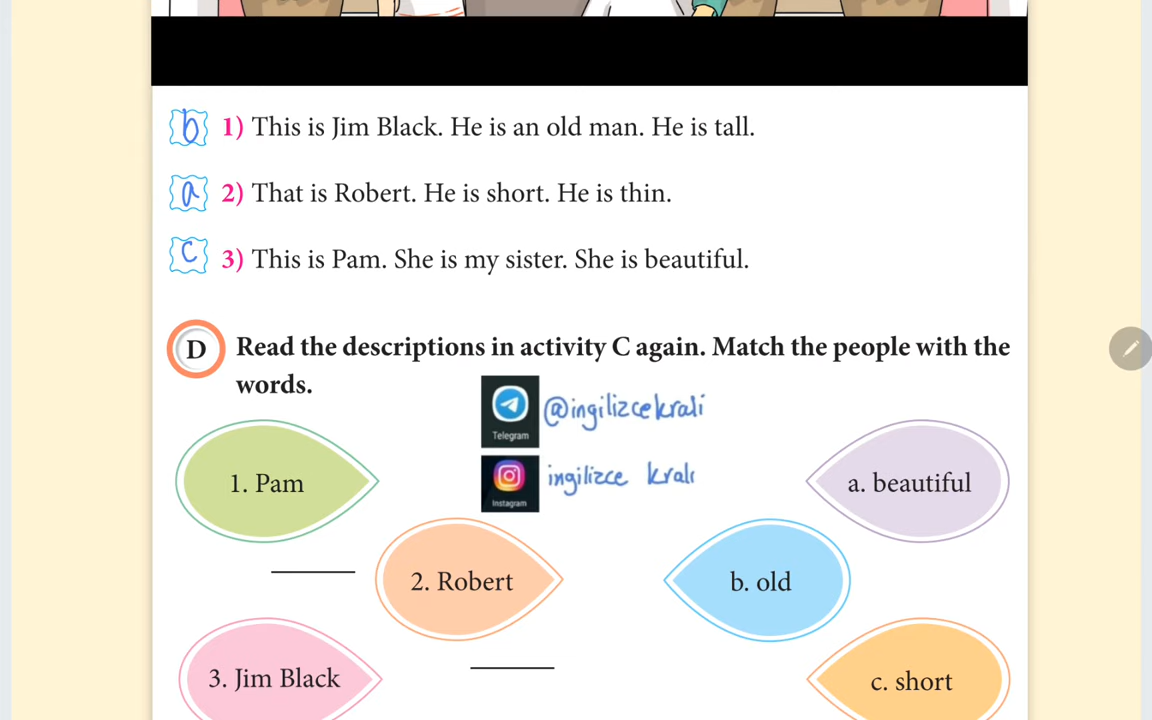 b 1) This is Jim Black. He is an old man. He is tall.
a 2) That is Robert. He is short. He is thin.
c 3) This is Pam. She is my sister. She is beautiful.
D Read the descriptions in activity C again. Match the people with the
words.
Telegram @ingilizcekrali
Instagram ingilizce kralı
1. Pam
a. beautiful
2. Robert
b. old
3. Jim Black
c. short